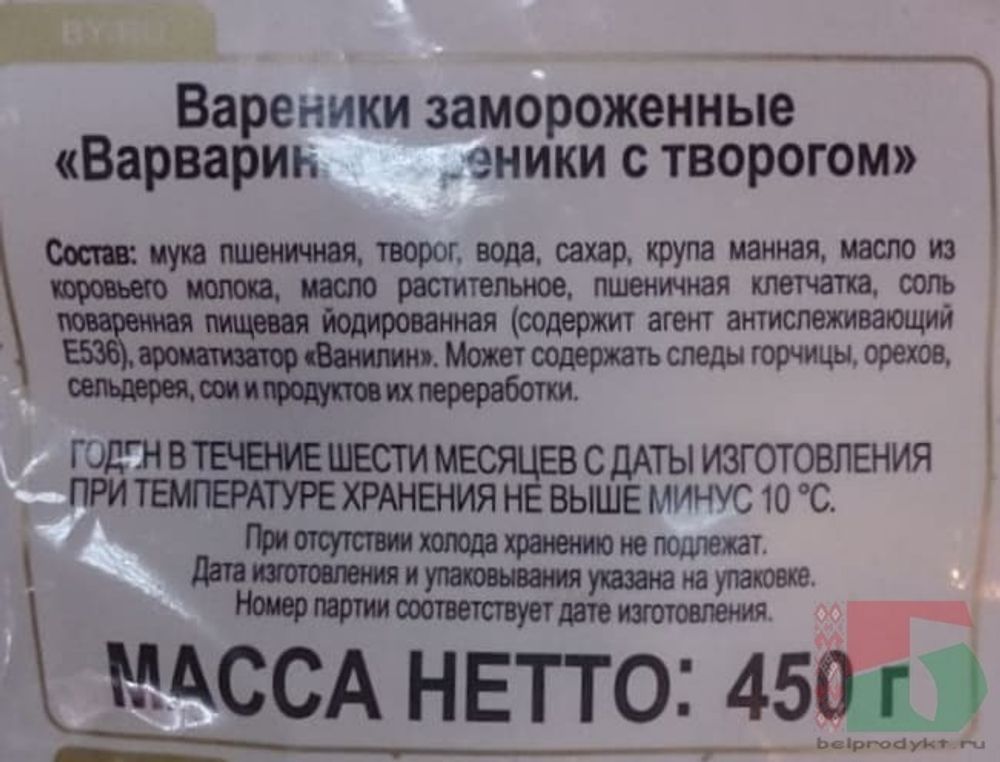 BY.RU
Вареники замороженные
с творогом»
Состав: мука пшеничная, творог, вода, сахар, крупа манная, масло из
коровьего молока, масло растительное, пшеничная клетчатка, соль
поваренная пищевая йодированная (содержит агент антислеживающий
Е536), ароматизатор «Ванилин». Может содержать следы горчицы, орехов,
сельдерея, сои и продуктов их переработки.
ГОДЕН В ТЕЧЕНИЕ ШЕСТИ МЕСЯЦЕВ С ДАТЫ ИЗГОТОВЛЕНИЯ
ПРИ ТЕМПЕРАТУРЕ ХРАНЕНИЯ НЕ ВЫШЕ МИНУС 10 °С.
При отсутствии холода хранению не подлежат.
Дата изготовления и упаковывания указана на упаковке.
Номер партии соответствует дате изготовления.
МАССА НЕТТО: 450 г
belprodykt.ru